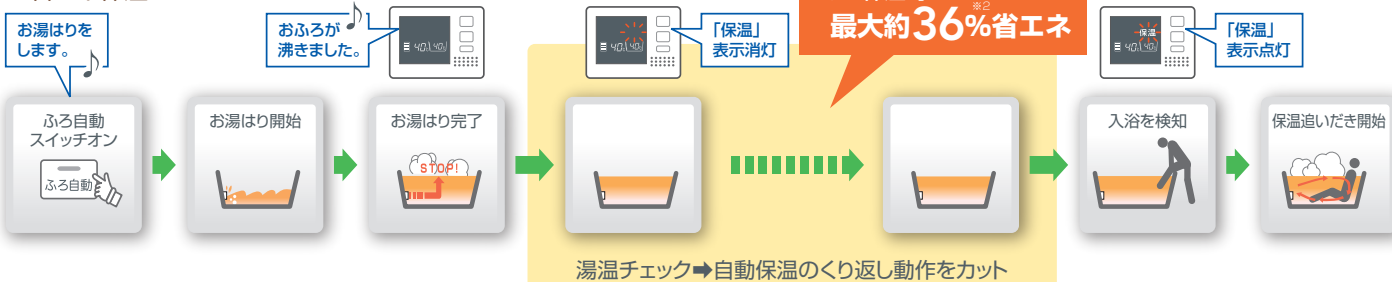 お湯はりを
します。
おふろが
沸きました。
「保温」
表示消灯
※2
最大約36%省エネ
保温
「保温」
表示点灯
ふろ自動
スイッチオン
ふろ自動
お湯はり開始
お湯はり完了
STOP!
入浴を検知
保温追いだき開始
湯温チェック➡自動保温のくり返し動作をカット